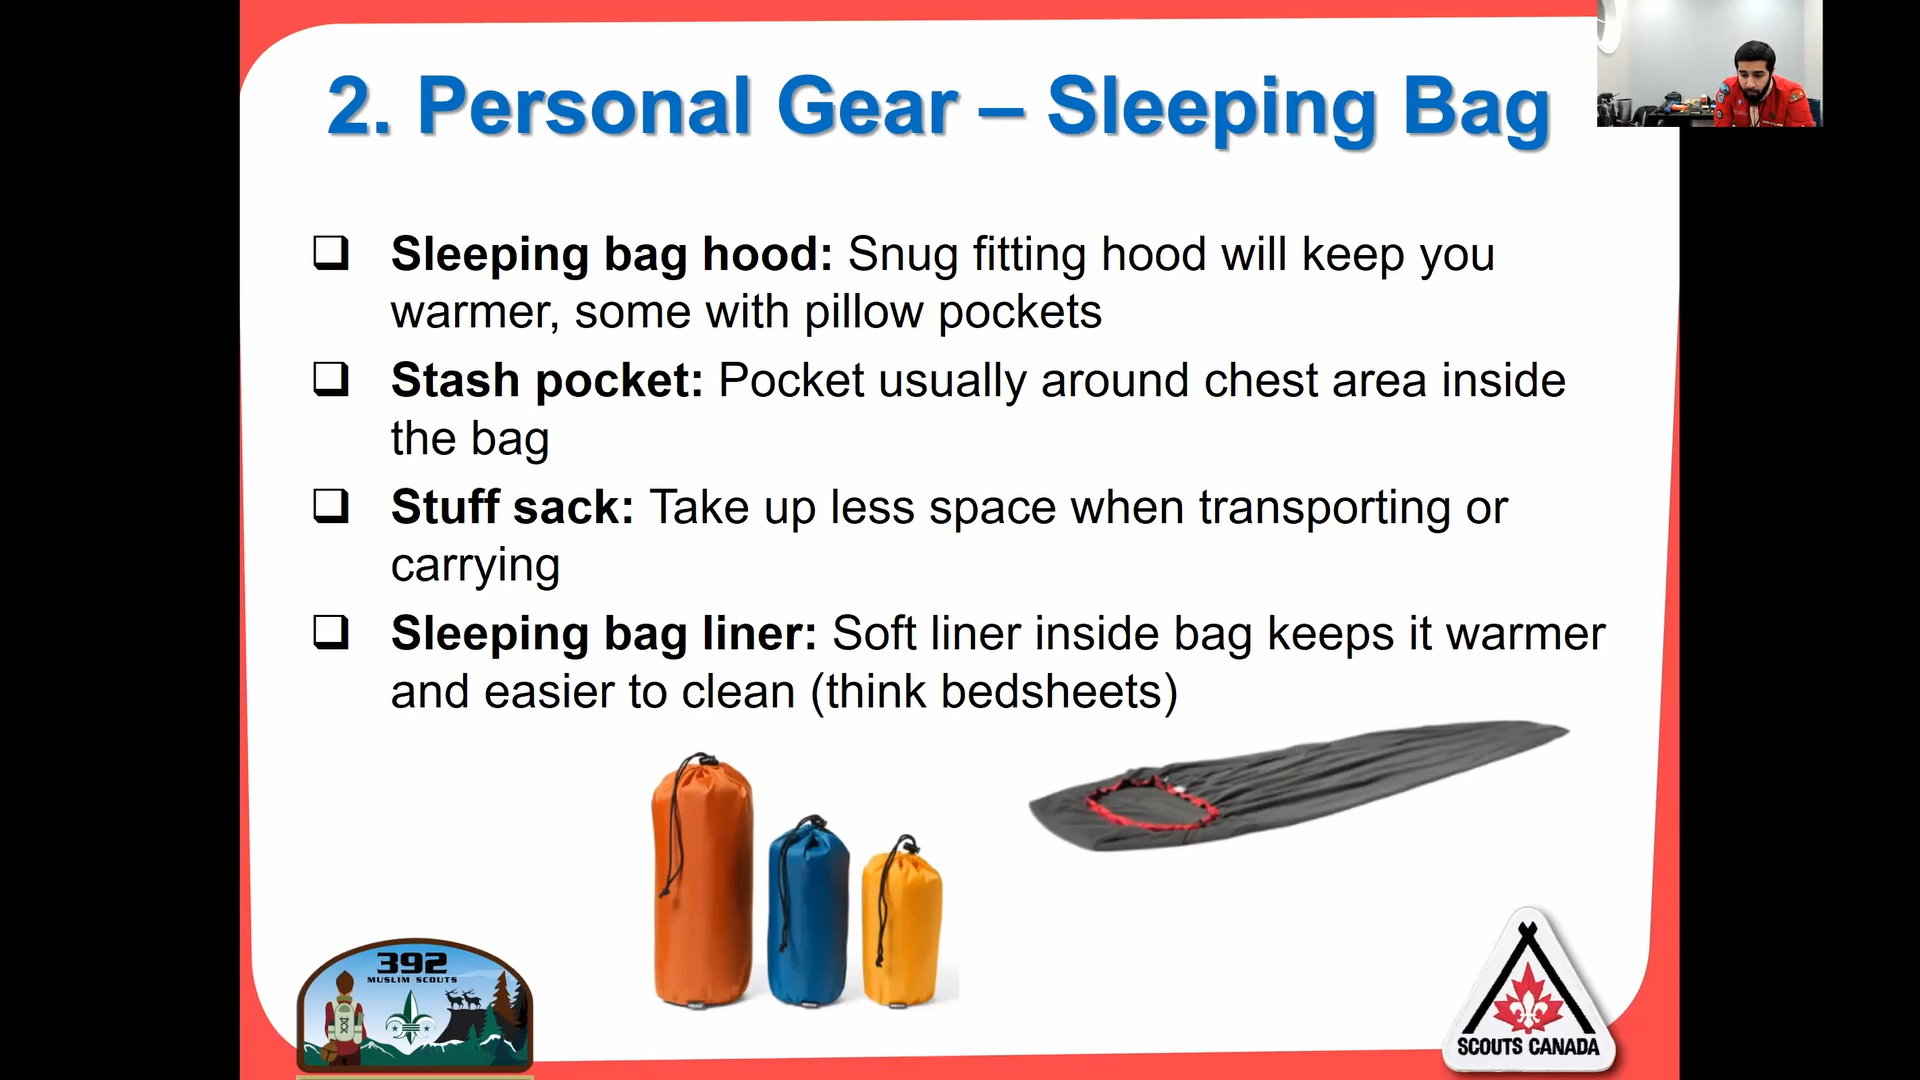 2. Personal Gear – Sleeping Bag
Sleeping bag hood: Snug fitting hood will keep you
warmer, some with pillow pockets
Stash pocket: Pocket usually around chest area inside
the bag
Stuff sack: Take up less space when transporting or
carrying
Sleeping bag liner: Soft liner inside bag keeps it warmer
and easier to clean (think bedsheets)
392
MUSLIM SCOUTS
SCOUTS CANADA